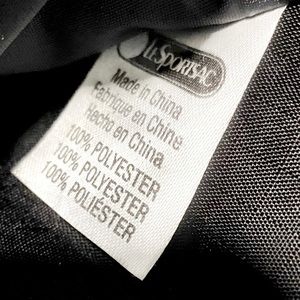 LESPORTSAC
Made in China
Fabriqué en Chine
Hecho en China
100% POLYESTER
100% POLYESTER
100% POLIÉSTER